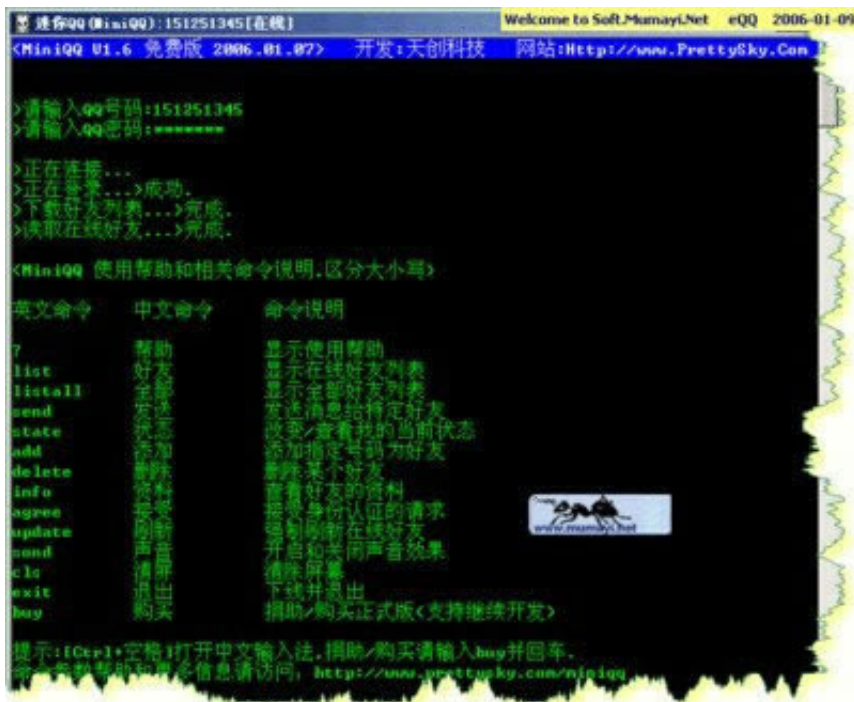 迷你QQ(MiniQQ):151251345[在线]
Welcome to Soft.Mumayi.Net eQQ 2006-01-09
<MiniQQ V1.6 免费版 2006.01.07> 开发:天创科技 网站:Http://www.PrettySky.Com
>请输入QQ号码:151251345
>请输入QQ密码:*******
>正在连接...
>正在登录...>成功.
>下载好友列表...>完成.
>读取在线好友...>完成.
<MiniQQ 使用帮助和相关命令说明.区分大小写>
英文命令 中文命令 命令说明
? 帮助 显示使用帮助
list 好友 显示在线好友列表
listall 全部 显示全部好友列表
send 发送 发送消息给特定好友
state 状态 改变/查看我的当前状态
add 添加 添加指定号码为好友
delete 删除 删除某个好友
info 资料 查看好友的资料
agree 接受 接受身份认证的请求
update 刷新 强制刷新在线好友
sond 声音 开启和关闭声音效果
cls 清屏 清除屏幕
exit 退出 下线并退出
buy 购买 捐助/购买正式版<支持继续开发>
www.mumayi.net
提示:[Ctrl+空格]打开中文输入法.捐助/购买请输入buy并回车.
命令参数帮助和更多信息请访问, http://www.prettysky.com/miniqq